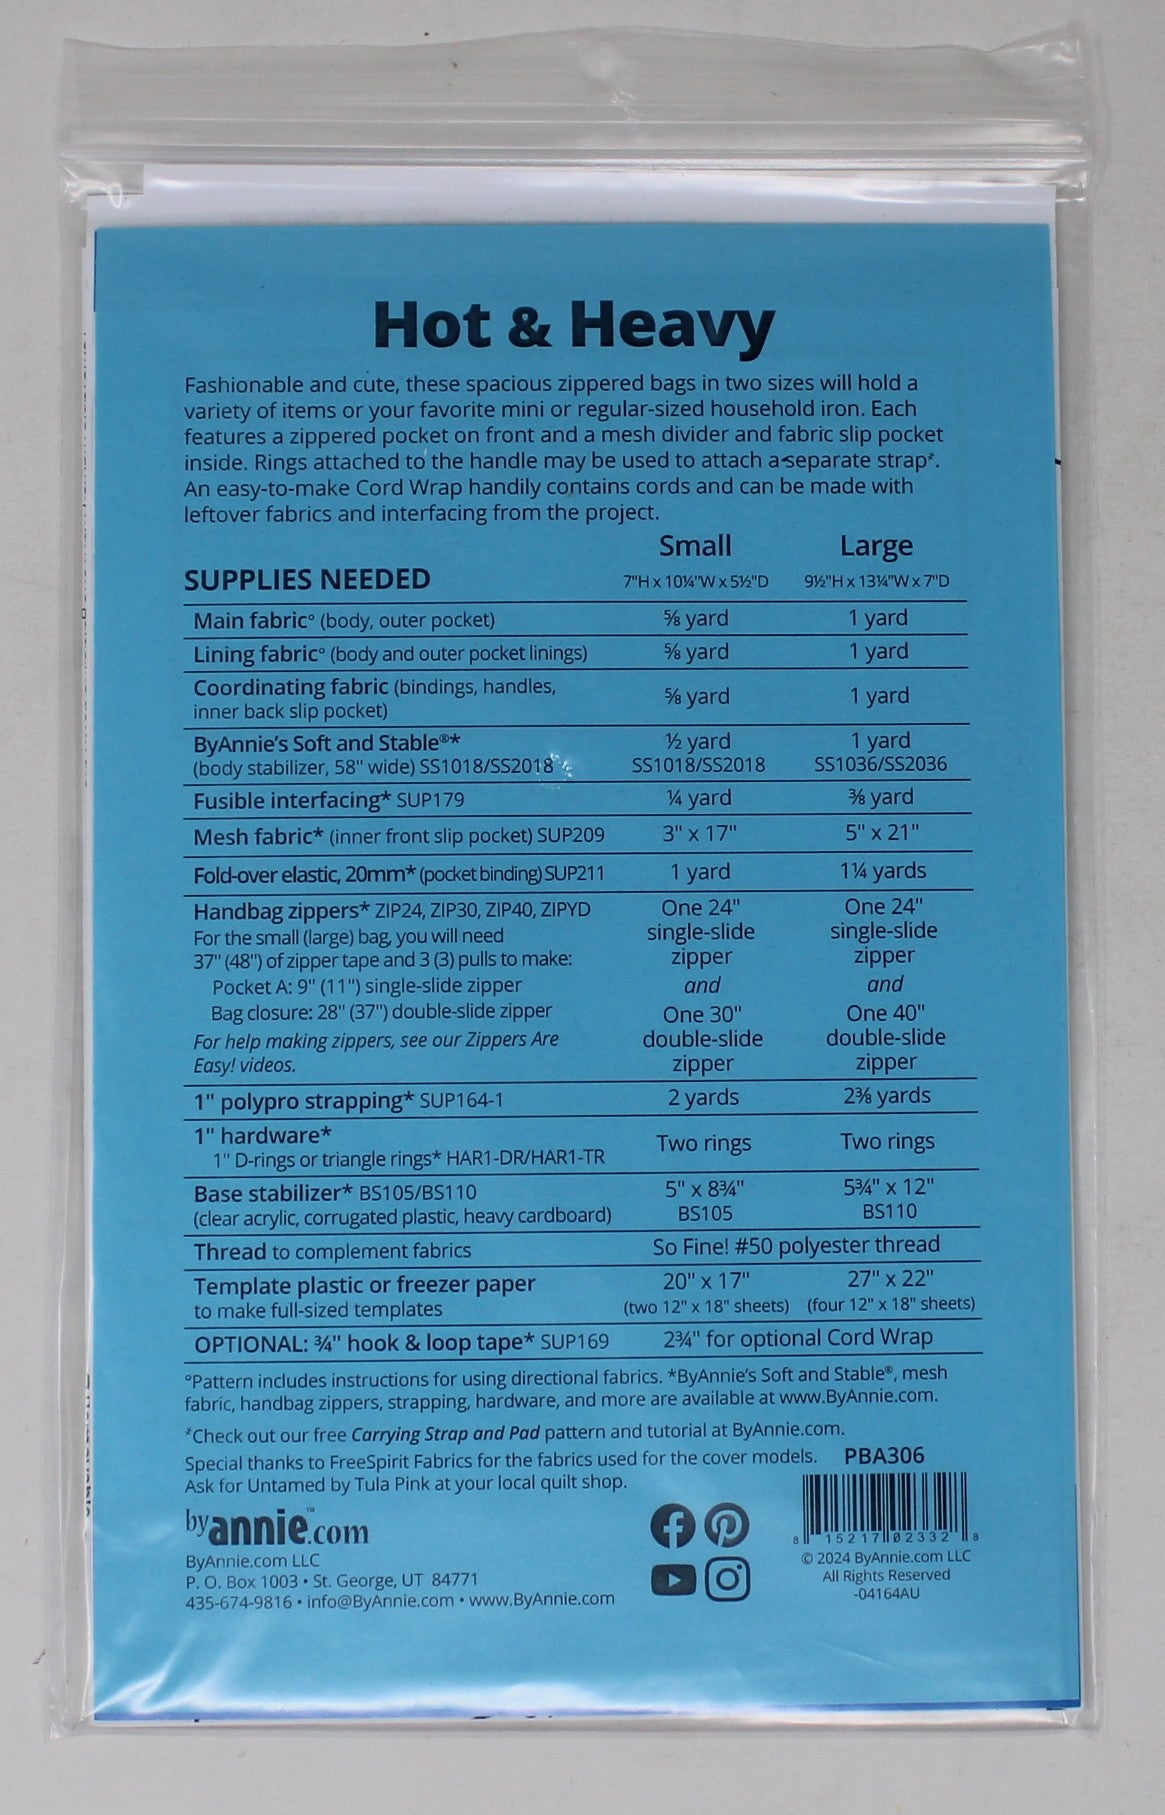 Hot & Heavy
Fashionable and cute, these spacious zippered bags in two sizes will hold a
variety of items or your favorite mini or regular-sized household iron. Each
features a zippered pocket on front and a mesh divider and fabric slip pocket
inside. Rings attached to the handle may be used to attach a separate strap*.
An easy-to-make Cord Wrap handily contains cords and can be made with
leftover fabrics and interfacing from the project.
Small Large
SUPPLIES NEEDED 7"H x 10¼"W x 5½"D 9½"H x 13¼"W x 7"D
Main fabric° (body, outer pocket) ⅝ yard 1 yard
Lining fabric° (body and outer pocket linings) ⅝ yard 1 yard
Coordinating fabric (bindings, handles,
inner back slip pocket) ⅝ yard 1 yard
ByAnnie's Soft and Stable®* ½ yard 1 yard
(body stabilizer, 58" wide) SS1018/SS2018 SS1018/SS2018 SS1036/SS2036
Fusible interfacing* SUP179 ¼ yard ⅜ yard
Mesh fabric* (inner front slip pocket) SUP209 3" x 17" 5" x 21"
Fold-over elastic, 20mm* (pocket binding) SUP211 1 yard 1¼ yards
Handbag zippers* ZIP24, ZIP30, ZIP40, ZIPYD One 24" One 24"
For the small (large) bag, you will need single-slide single-slide
37" (48") of zipper tape and 3 (3) pulls to make: zipper zipper
Pocket A: 9" (11") single-slide zipper and and
Bag closure: 28" (37") double-slide zipper One 30" One 40"
For help making zippers, see our Zippers Are double-slide double-slide
Easy! videos. zipper zipper
1" polypro strapping* SUP164-1 2 yards 2⅜ yards
1" hardware*
1" D-rings or triangle rings* HAR1-DR/HAR1-TR Two rings Two rings
Base stabilizer* BS105/BS110 5" x 8¾" 5¾" x 12"
(clear acrylic, corrugated plastic, heavy cardboard) BS105 BS110
Thread to complement fabrics So Fine! #50 polyester thread
Template plastic or freezer paper 20" x 17" 27" x 22"
to make full-sized templates (two 12" x 18" sheets) (four 12" x 18" sheets)
OPTIONAL: ¾" hook & loop tape* SUP169 2¾" for optional Cord Wrap
°Pattern includes instructions for using directional fabrics. *ByAnnie's Soft and Stable®, mesh
fabric, handbag zippers, strapping, hardware, and more are available at www.ByAnnie.com.
*Check out our free Carrying Strap and Pad pattern and tutorial at ByAnnie.com.
Special thanks to FreeSpirit Fabrics for the fabrics used for the cover models. PBA306
Ask for Untamed by Tula Pink at your local quilt shop.
byannie.com™
8 15217 02332 8
ByAnnie.com LLC
P. O. Box 1003 • St. George, UT 84771
435-674-9816 • info@ByAnnie.com • www.ByAnnie.com
© 2024 ByAnnie.com LLC
All Rights Reserved
-04164AU